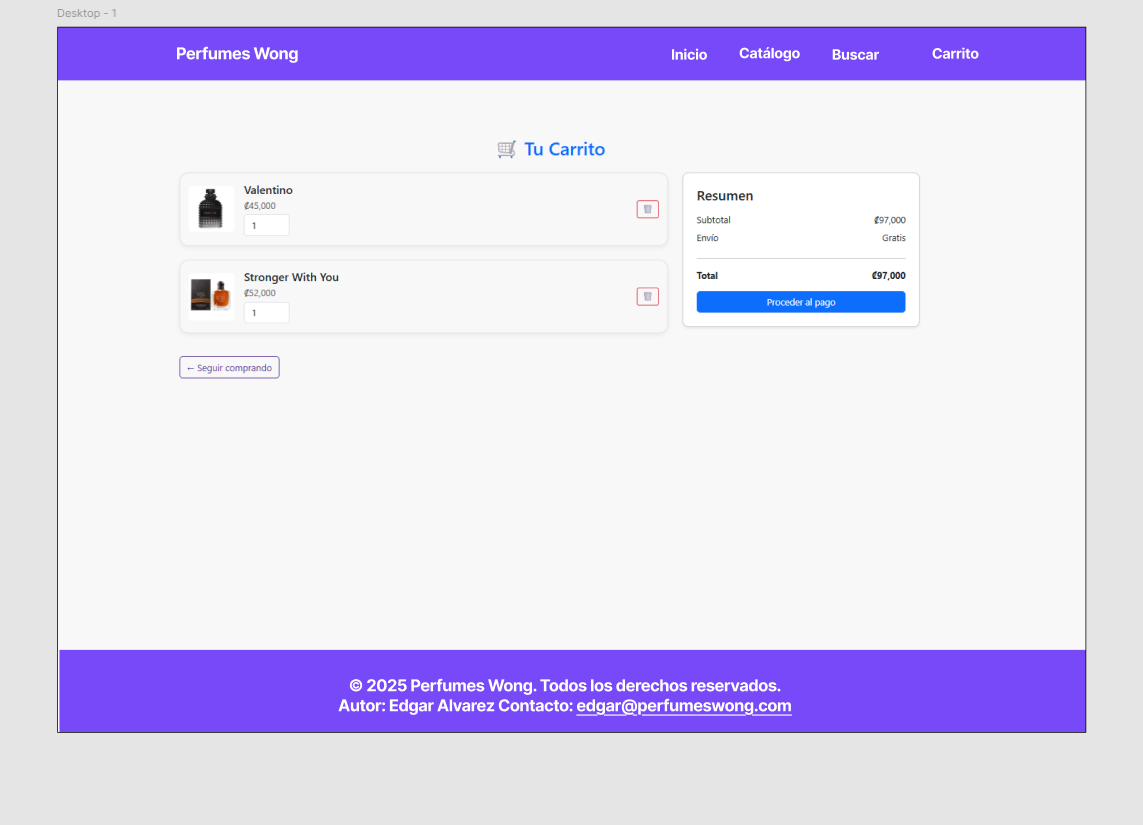 Desktop - 1
Perfumes Wong
Inicio
Catálogo
Buscar
Carrito
🛒 Tu Carrito
Valentino
₡45,000
1
Stronger With You
₡52,000
1
Resumen
Subtotal ₡97,000
Envío Gratis
Total ₡97,000
Proceder al pago
← Seguir comprando
© 2025 Perfumes Wong. Todos los derechos reservados.
Autor: Edgar Alvarez Contacto: edgar@perfumeswong.com